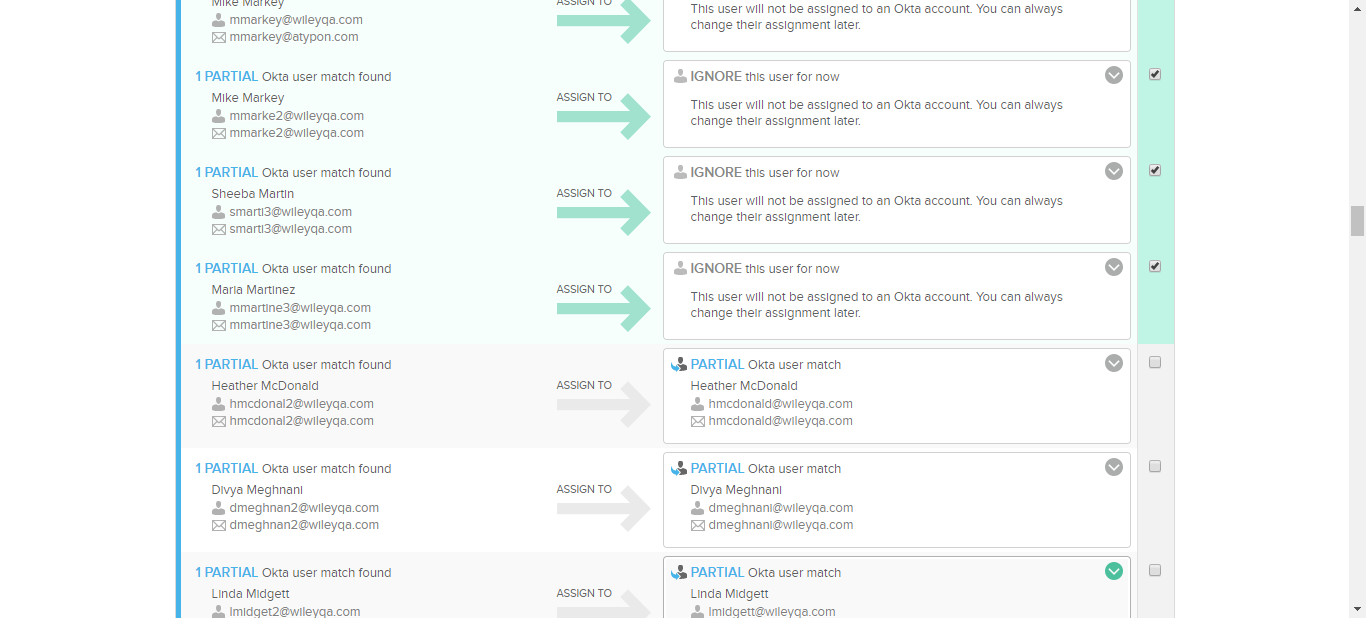 Mike Markey
mmarkey@wileyqa.com
mmarkey@atypon.com
ASSIGN TO
This user will not be assigned to an Okta account. You can always
change their assignment later.
1 PARTIAL Okta user match found
Mike Markey
mmarke2@wileyqa.com
mmarke2@wileyqa.com
ASSIGN TO
IGNORE this user for now
This user will not be assigned to an Okta account. You can always
change their assignment later.
1 PARTIAL Okta user match found
Sheeba Martin
smarti3@wileyqa.com
smarti3@wileyqa.com
ASSIGN TO
IGNORE this user for now
This user will not be assigned to an Okta account. You can always
change their assignment later.
1 PARTIAL Okta user match found
Maria Martinez
mmartine3@wileyqa.com
mmartine3@wileyqa.com
ASSIGN TO
IGNORE this user for now
This user will not be assigned to an Okta account. You can always
change their assignment later.
1 PARTIAL Okta user match found
Heather McDonald
hmcdonal2@wileyqa.com
hmcdonal2@wileyqa.com
ASSIGN TO
PARTIAL Okta user match
Heather McDonald
hmcdonald@wileyqa.com
hmcdonald@wileyqa.com
1 PARTIAL Okta user match found
Divya Meghnani
dmeghnan2@wileyqa.com
dmeghnan2@wileyqa.com
ASSIGN TO
PARTIAL Okta user match
Divya Meghnani
dmeghnani@wileyqa.com
dmeghnani@wileyqa.com
1 PARTIAL Okta user match found
Linda Midgett
lmidget2@wileyqa.com
ASSIGN TO
PARTIAL Okta user match
Linda Midgett
lmidgett@wileyqa.com